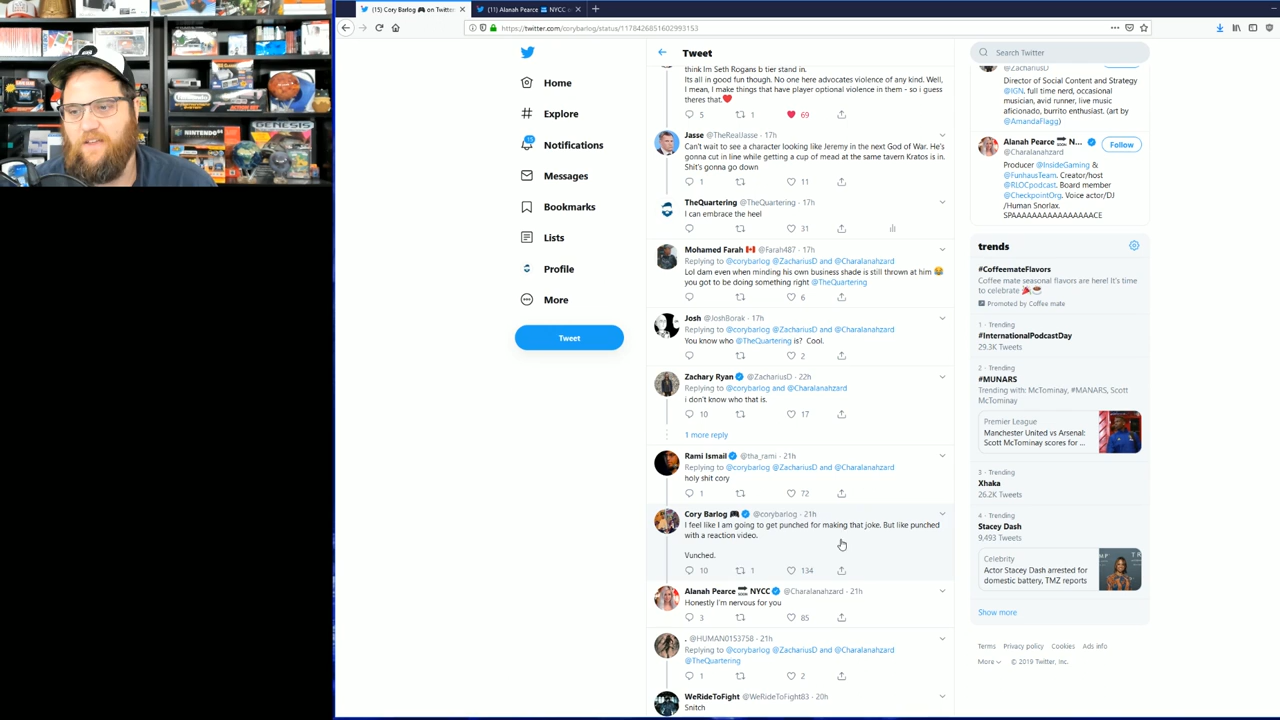 (15) Cory Barlog 🎮 on Twitter
(11) Alanah Pearce 🔜 NYCC
https://twitter.com/corybarlog/status/1178426851602993153
NINTENDO 64
GENESIS
Home
Explore
15
Notifications
Messages
Bookmarks
Lists
Profile
More
Tweet
Tweet
think Im Seth Rogans b tier stand in.
Its all in good fun though. No one here advocates violence of any kind. Well,
I mean, I make things that have player optional violence in them - so i guess
theres that.❤️
5 1 69
Jasse @TheRealJasse · 17h
Can't wait to see a character looking like Jeremy in the next God of War. He's
gonna cut in line while getting a cup of mead at the same tavern Kratos is in.
Shit's gonna go down
1 11
TheQuartering @TheQuartering · 17h
I can embrace the heel
31
Mohamed Farah 🇨🇦 @Farah487 · 17h
Replying to @corybarlog @ZachariusD and @Charalanahzard
Lol dam even when minding his own business shade is still thrown at him 😂
you got to be doing something right @TheQuartering
6
Josh @JoshBorak · 17h
Replying to @corybarlog @ZachariusD and @Charalanahzard
You know who @TheQuartering is? Cool.
2
Zachary Ryan @ZachariusD · 22h
Replying to @corybarlog and @Charalanahzard
i don't know who that is.
10 17
1 more reply
Rami Ismail @tha_rami · 21h
Replying to @corybarlog @ZachariusD and @Charalanahzard
holy shit cory
1 72
Cory Barlog 🎮 @corybarlog · 21h
I feel like I am going to get punched for making that joke. But like punched
with a reaction video.
Vunched.
10 1 134
Alanah Pearce 🔜 NYCC @Charalanahzard · 21h
Honestly I'm nervous for you
3 85
. @HUMAN0153758 · 21h
Replying to @corybarlog @ZachariusD and @Charalanahzard
@TheQuartering
1 2
WeRideToFight @WeRideToFight83 · 20h
Snitch
Search Twitter
@ZachariusD
Director of Social Content and Strategy
@IGN. full time nerd, occasional
musician, avid runner, live music
aficionado, burrito enthusiast. (art by
@AmandaFlagg)
Alanah Pearce 🔜 N...
@Charalanahzard
Follow
Producer @InsideGaming &
@FunhausTeam. Creator/host
@RLOCpodcast. Board member
@CheckpointOrg. Voice actor/DJ
/Human Snorlax.
SPAAAAAAAAAAAAAAACE
trends
#CoffeemateFlavors
Coffee mate seasonal flavors are here! It's time
to celebrate 🎉☕
Promoted by Coffee mate
1 · Trending
#InternationalPodcastDay
29.3K Tweets
2 · Trending
#MUNARS
Trending with: McTominay, #MANARS, Scott
McTominay
Premier League
Manchester United vs Arsenal:
Scott McTominay scores for ...
3 · Trending
Xhaka
26.2K Tweets
4 · Trending
Stacey Dash
9,493 Tweets
Celebrity
Actor Stacey Dash arrested for
domestic battery, TMZ reports
Show more
Terms Privacy policy Cookies Ads info
More © 2019 Twitter, Inc.